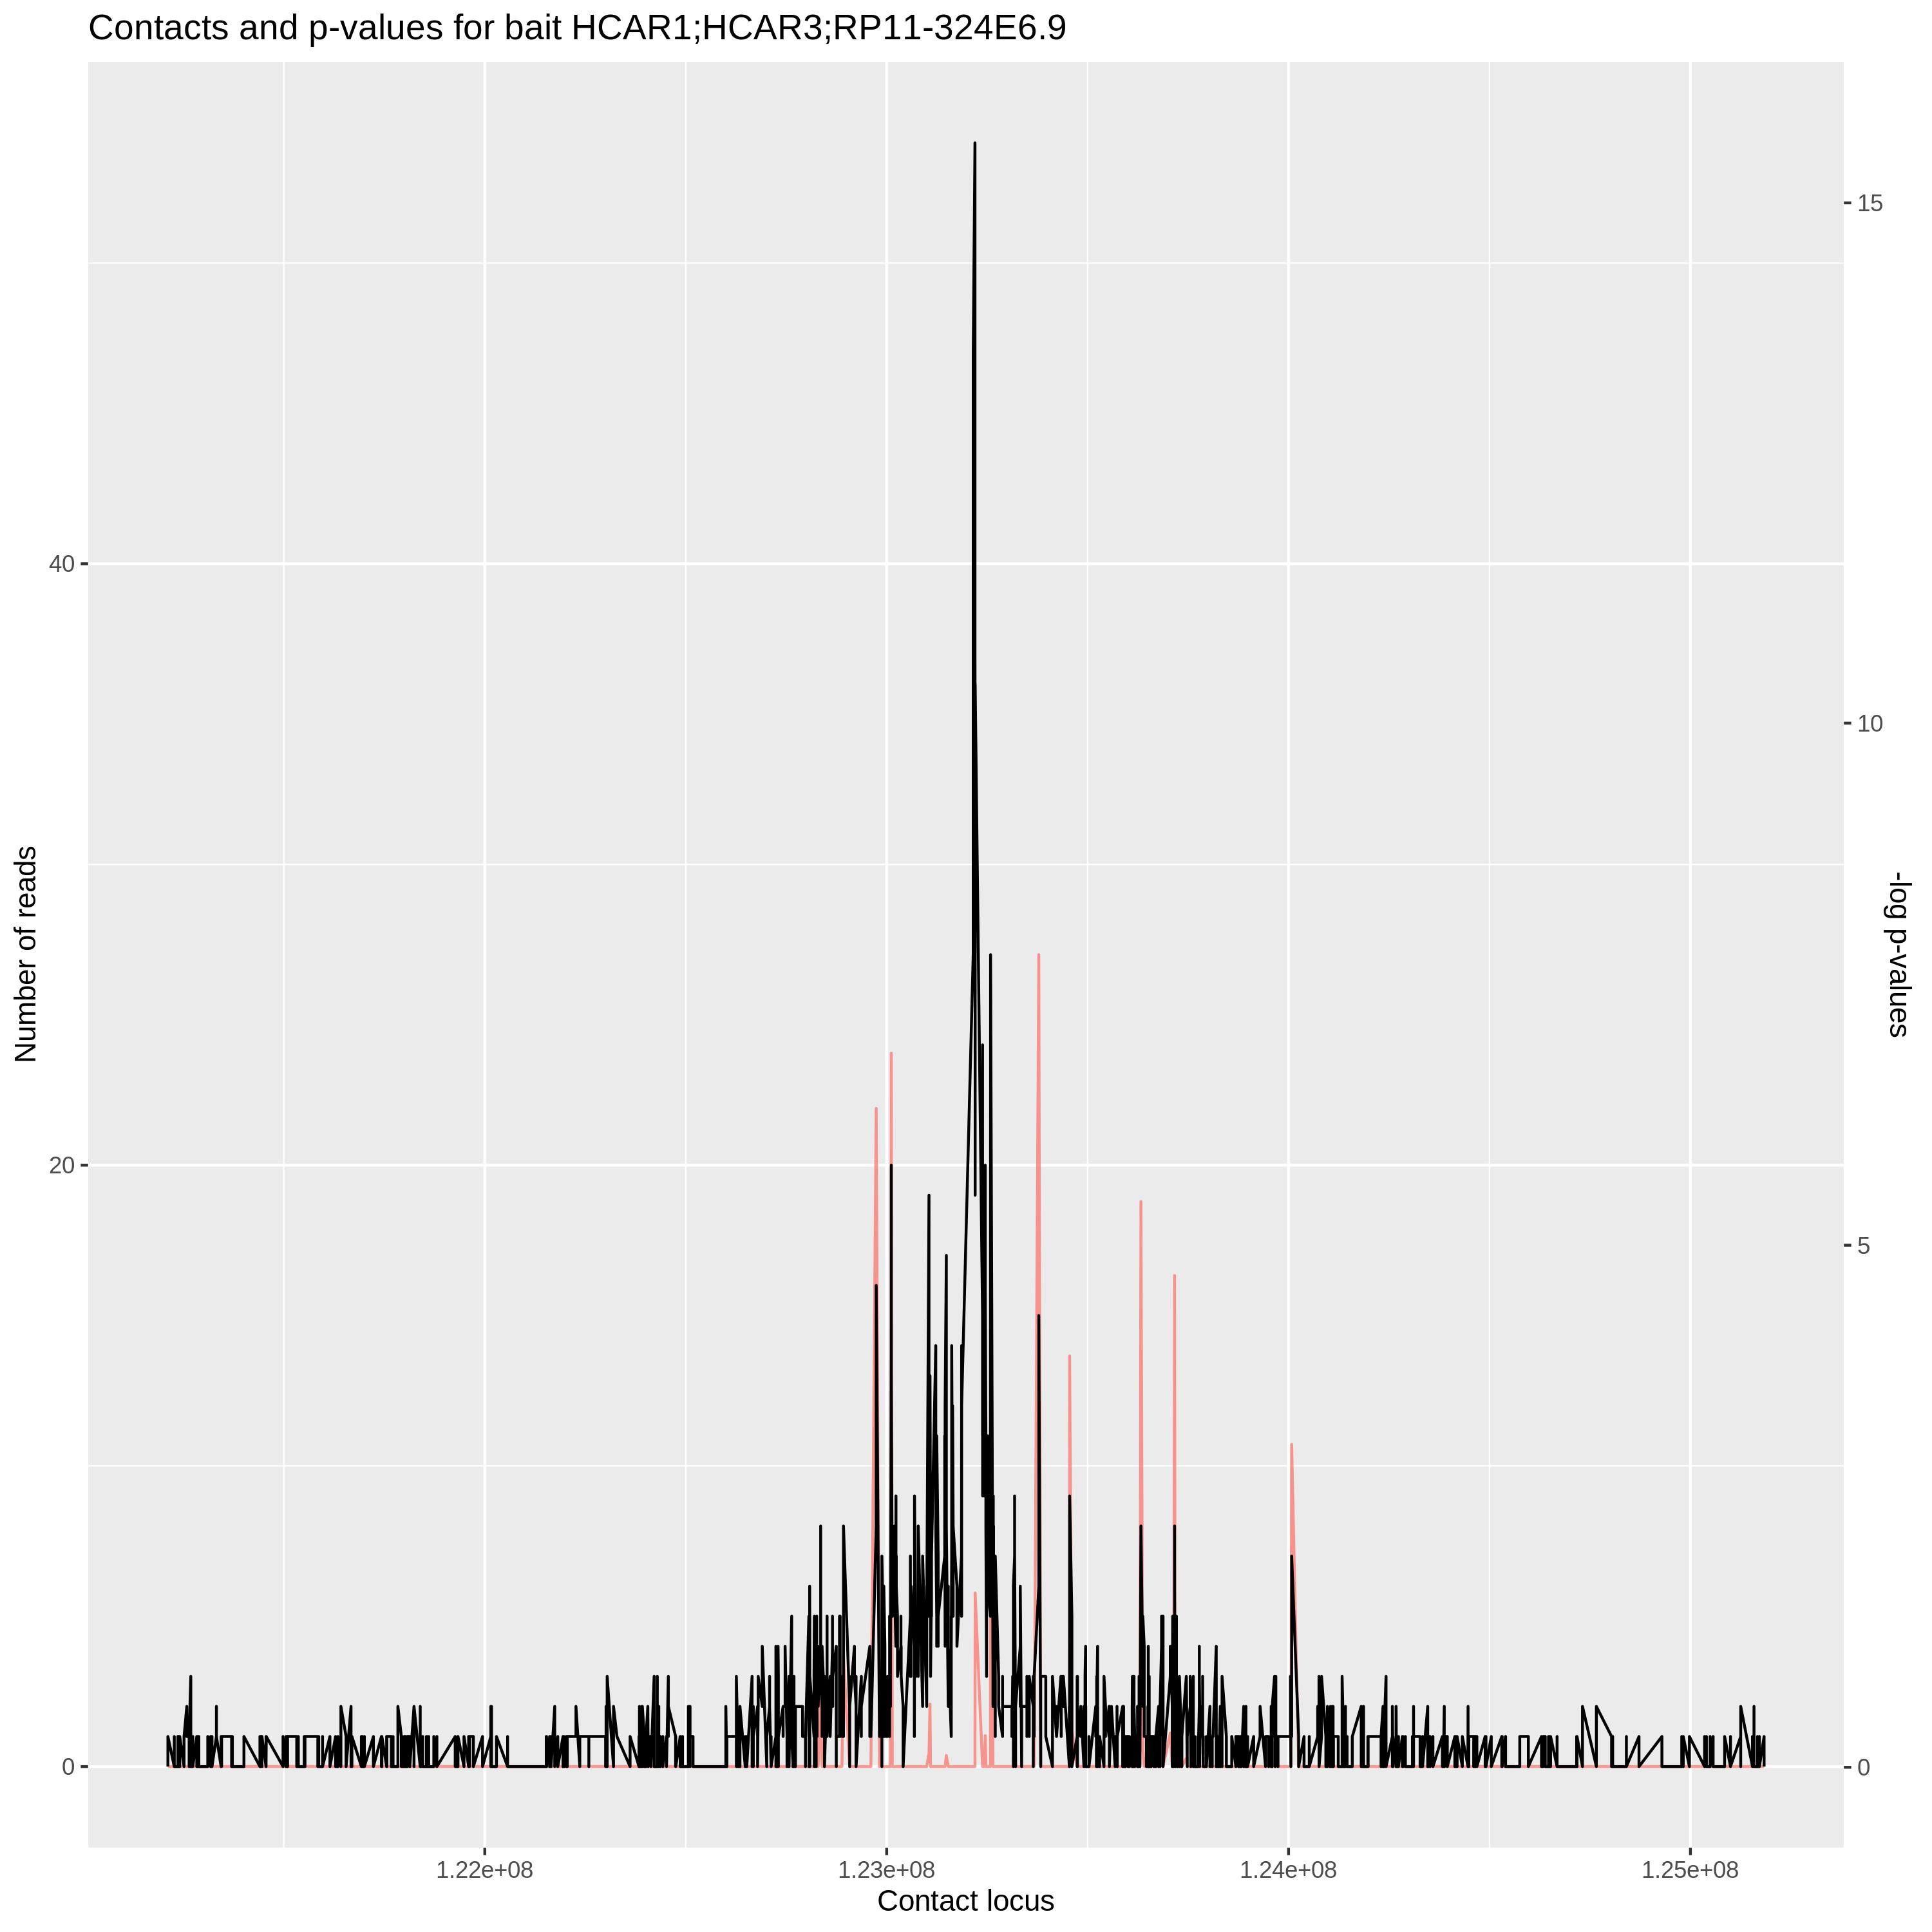 Contacts and p-values for bait HCAR1;HCAR3;RP11-324E6.9
Number of reads
40
20
0
15
10
5
0
-log p-values
1.22e+08
1.23e+08
1.24e+08
1.25e+08
Contact locus